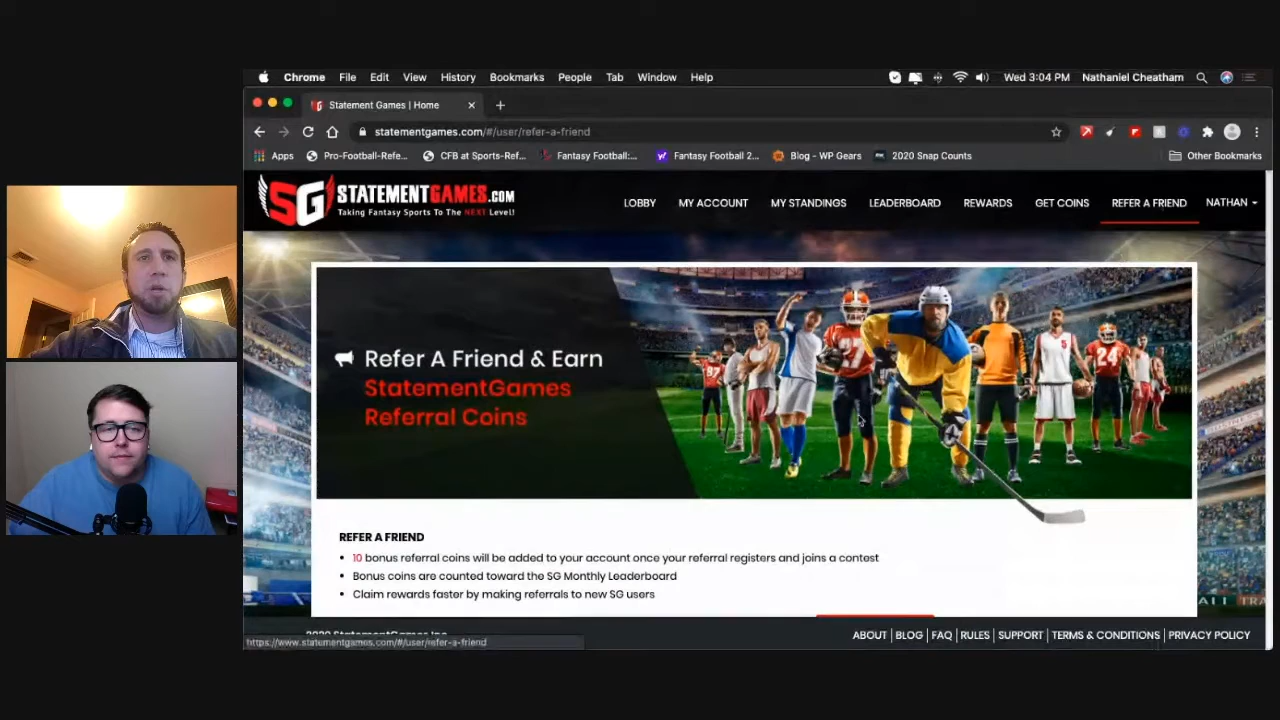 Chrome File Edit View History Bookmarks People Tab Window Help Wed 3:04 PM Nathaniel Cheatham
Statement Games | Home
statementgames.com/#/user/refer-a-friend
Apps Pro-Football-Refe... CFB at Sports-Ref... Fantasy Football:... Fantasy Football 2... Blog - WP Gears 2020 Snap Counts Other Bookmarks
SG STATEMENTGAMES.COM
Taking Fantasy Sports To The NEXT Level!
LOBBY MY ACCOUNT MY STANDINGS LEADERBOARD REWARDS GET COINS REFER A FRIEND NATHAN
Refer A Friend & Earn
StatementGames
Referral Coins
97
27
5
24
REFER A FRIEND
10 bonus referral coins will be added to your account once your referral registers and joins a contest
Bonus coins are counted toward the SG Monthly Leaderboard
Claim rewards faster by making referrals to new SG users
ABOUT | BLOG | FAQ | RULES | SUPPORT | TERMS & CONDITIONS | PRIVACY POLICY
https://www.statementgames.com/#/user/refer-a-friend